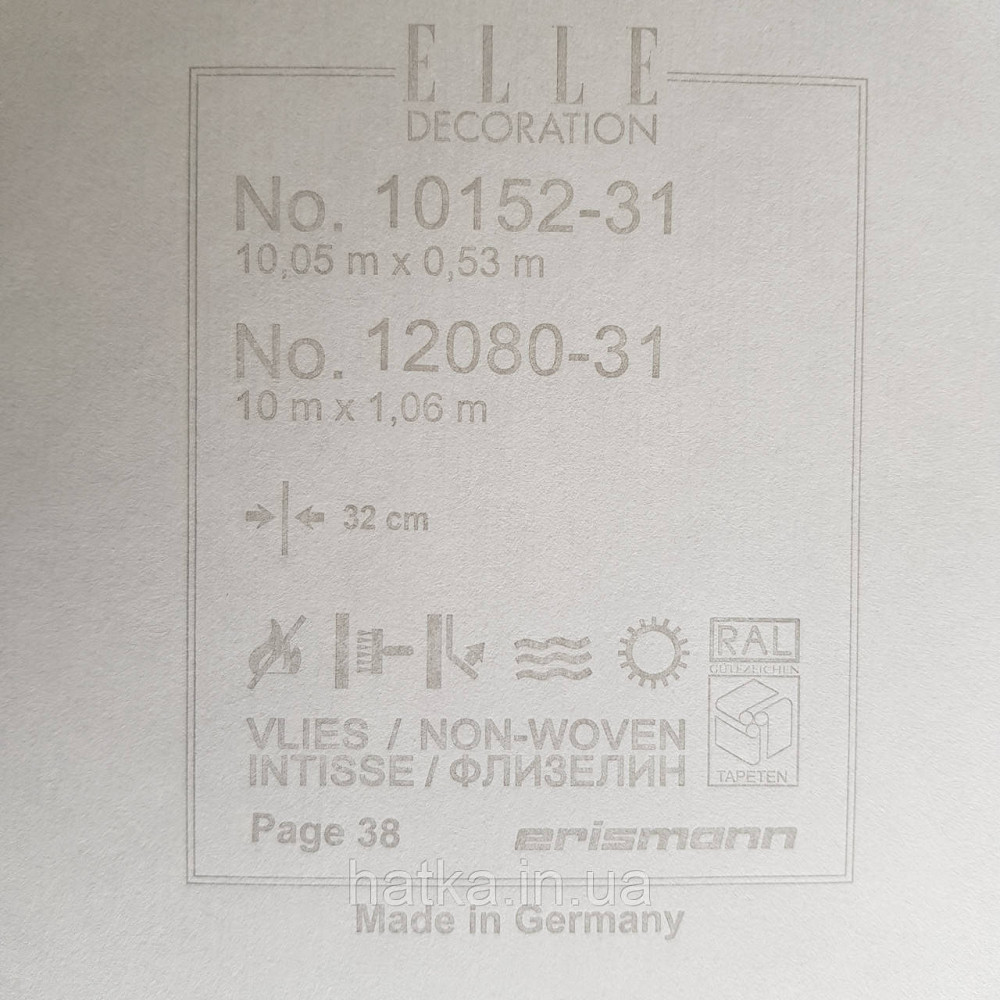 ELLE
DECORATION
No. 10152-31
10,05 m x 0,53 m
No. 12080-31
10 m x 1,06 m
32 cm
RAL
GÜTEZEICHEN
VLIES / NON-WOVEN
INTISSE / ФЛИЗЕЛИН
TAPETEN
Page 38
erismann
hatka.in.ua
Made in Germany